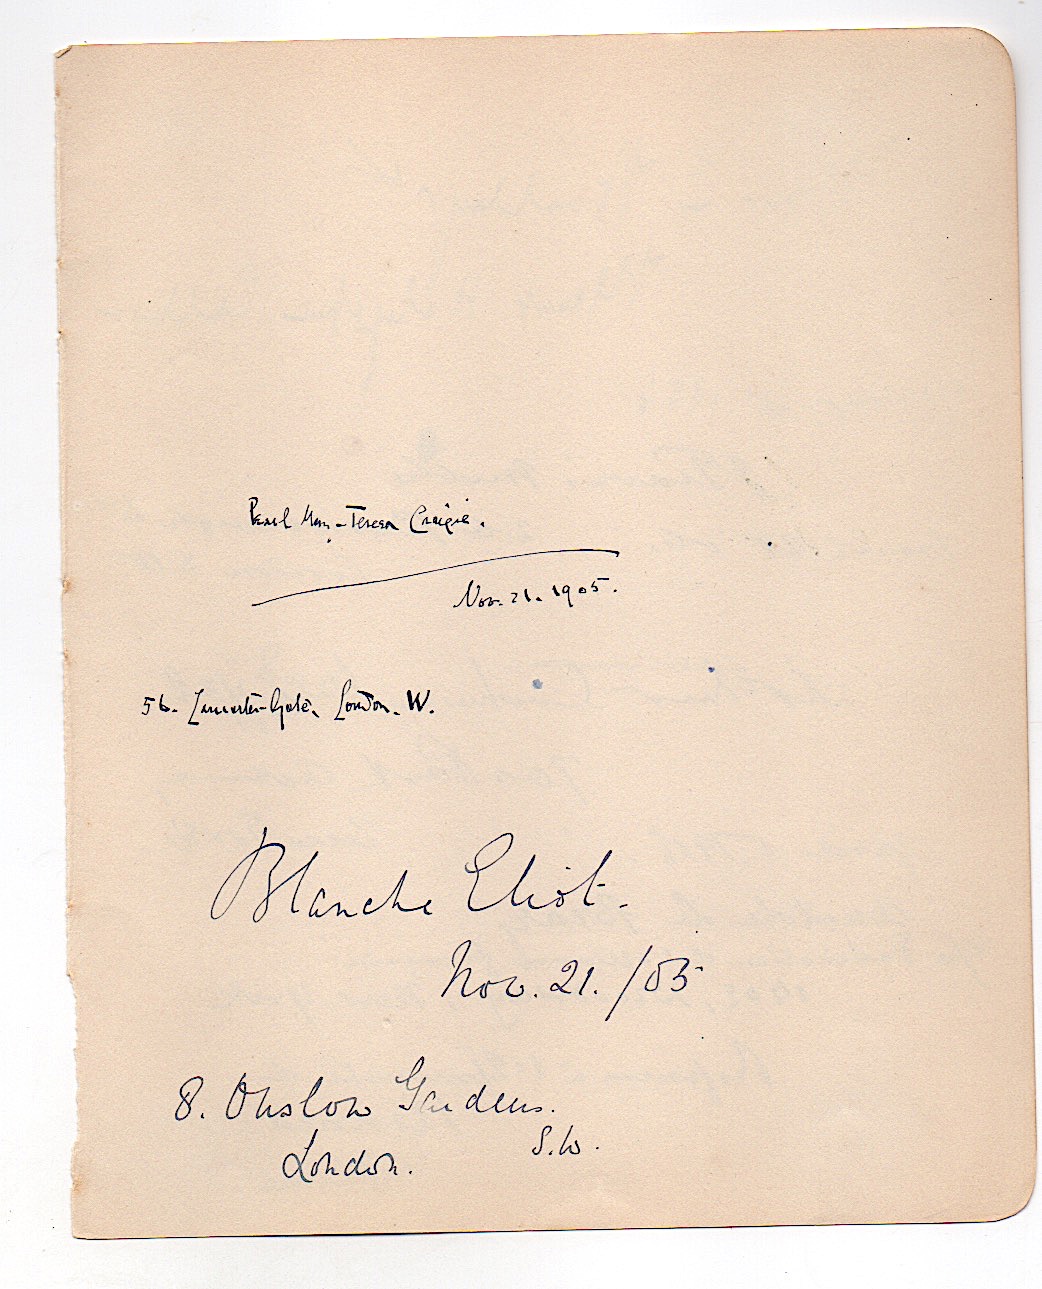 Pearl Mary-Teresa Craigie.
Nov. 21. 1905.
56. Lancaster-Gate, London. W.
Blanche Eliot.
Nov. 21. /05
8. Onslow Gardens.
S.W.
London.